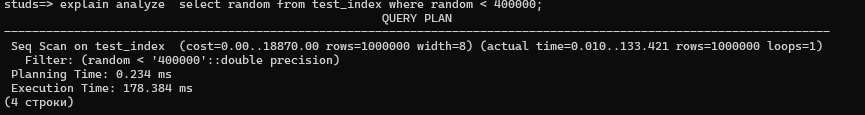 studs=> explain analyze  select random from test_index where random < 400000;
QUERY PLAN
Seq Scan on test_index  (cost=0.00..18870.00 rows=1000000 width=8) (actual time=0.010..133.421 rows=1000000 loops=1)
Filter: (random < '400000'::double precision)
Planning Time: 0.234 ms
Execution Time: 178.384 ms
(4 строки)